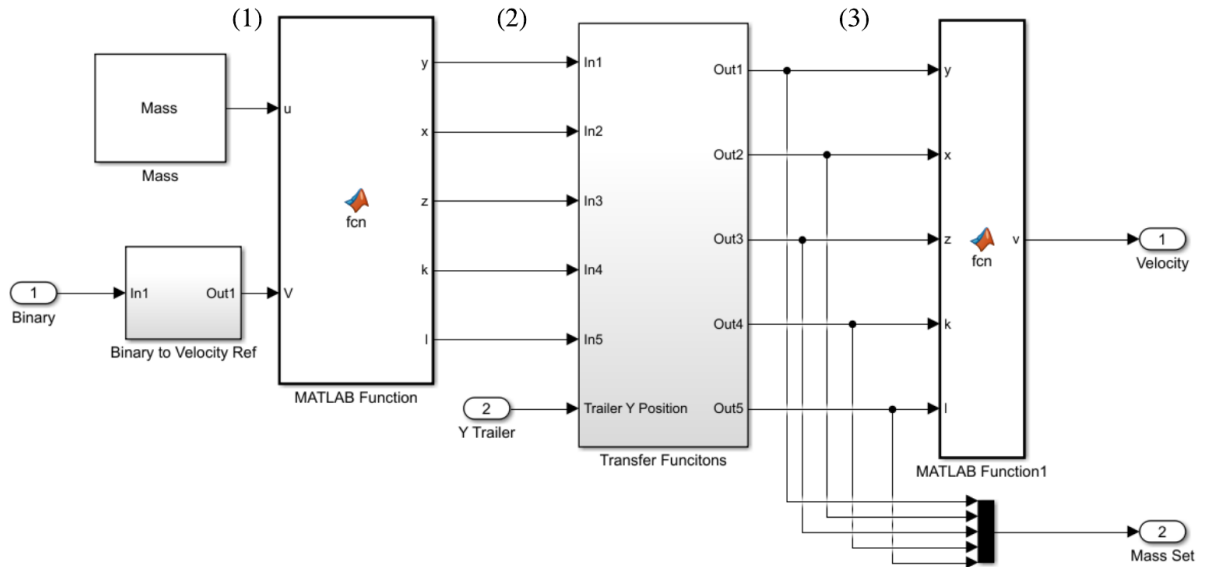 (1)
(2)
(3)
Mass
Mass
1
Binary
In1
Out1
Binary to Velocity Ref
u
V
fcn
y
x
z
k
l
MATLAB Function
2
Y Trailer
In1
In2
In3
In4
In5
Trailer Y Position
Out1
Out2
Out3
Out4
Out5
Transfer Funcitons
y
x
z
k
l
fcn
v
MATLAB Function1
1
Velocity
2
Mass Set